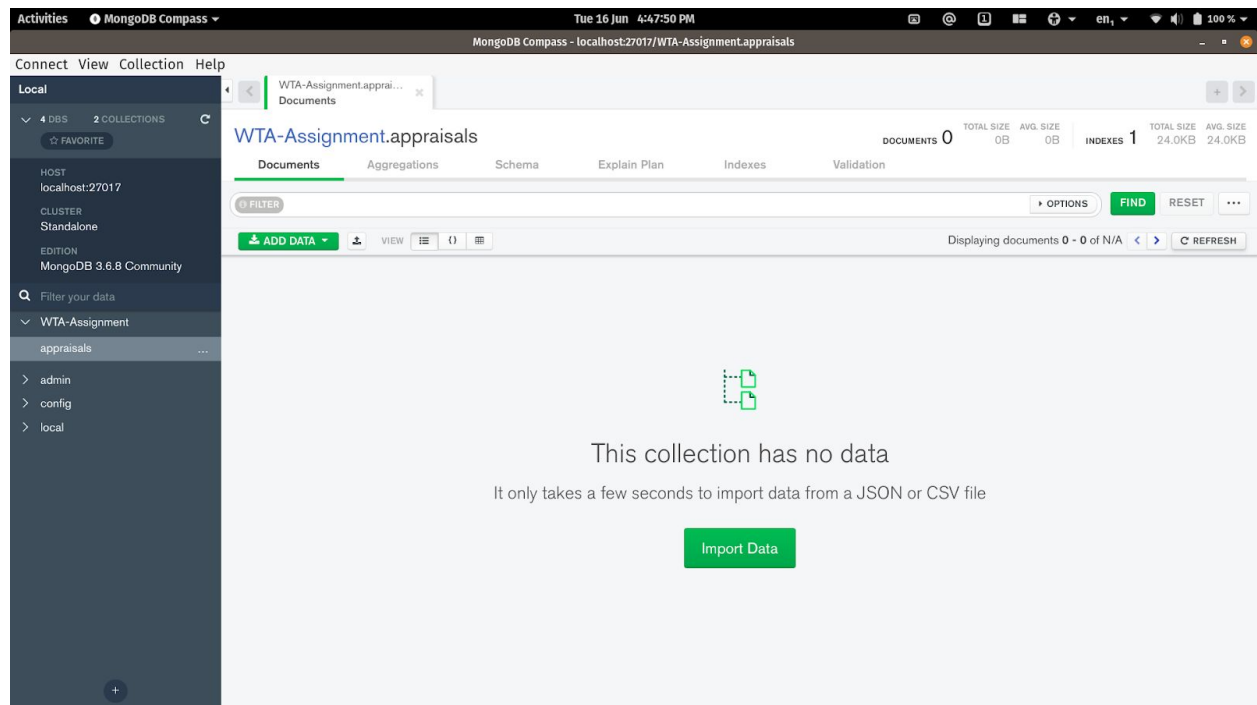 Activities MongoDB Compass Tue 16 Jun 4:47:50 PM 1 en₁ 100 %
MongoDB Compass - localhost:27017/WTA-Assignment.appraisals
Connect View Collection Help
Local
WTA-Assignment.apprai...
Documents
4 DBS 2 COLLECTIONS
FAVORITE
WTA-Assignment.appraisals
DOCUMENTS 0 TOTAL SIZE 0B AVG. SIZE 0B INDEXES 1 TOTAL SIZE 24.0KB AVG. SIZE 24.0KB
Documents Aggregations Schema Explain Plan Indexes Validation
HOST
localhost:27017
CLUSTER
Standalone
EDITION
MongoDB 3.6.8 Community
FILTER OPTIONS FIND RESET ...
ADD DATA VIEW {} Displaying documents 0 - 0 of N/A < > REFRESH
Filter your data
WTA-Assignment
appraisals ...
admin
config
local
This collection has no data
It only takes a few seconds to import data from a JSON or CSV file
Import Data